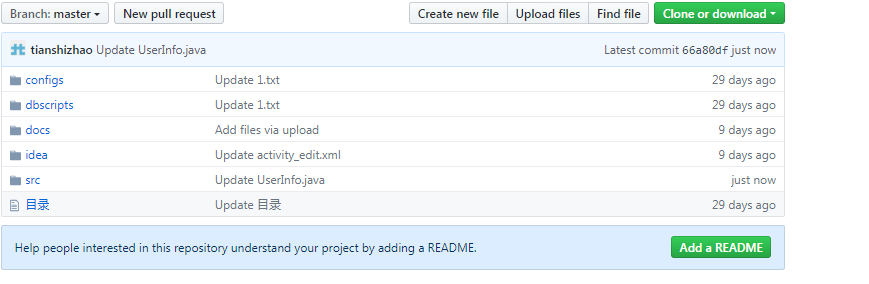 Branch: master New pull request Create new file Upload files Find file Clone or download
tianshizhao Update UserInfo.java Latest commit 66a80df just now
configs Update 1.txt 29 days ago
dbscripts Update 1.txt 29 days ago
docs Add files via upload 9 days ago
idea Update activity_edit.xml 9 days ago
src Update UserInfo.java just now
目录 Update 目录 29 days ago
Help people interested in this repository understand your project by adding a README. Add a README